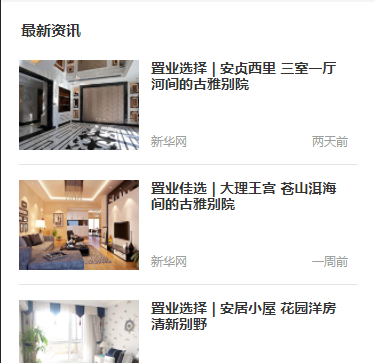 最新资讯
置业选择 | 安贞西里 三室一厅
河间的古雅别院
新华网
两天前
置业佳选 | 大理王宫 苍山洱海
间的古雅别院
新华网
一周前
置业选择 | 安居小屋 花园洋房
清新别野